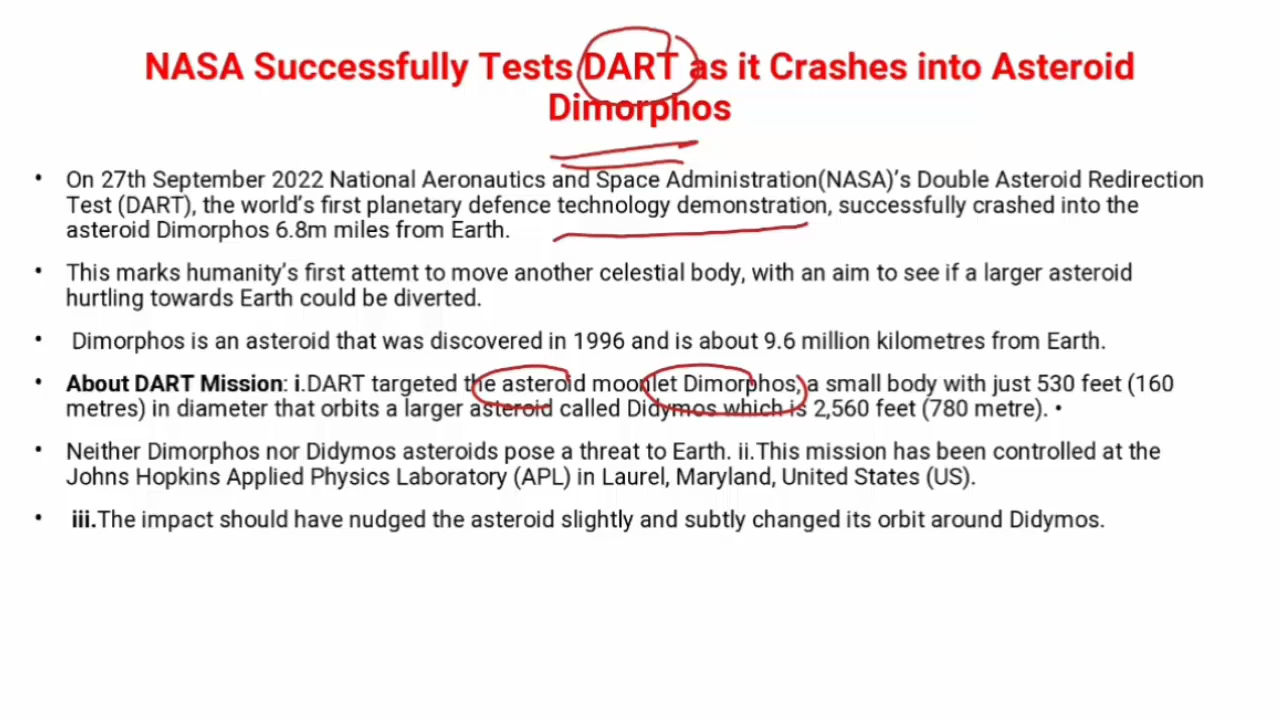 NASA Successfully Tests DART as it Crashes into Asteroid
Dimorphos
• On 27th September 2022 National Aeronautics and Space Administration(NASA)’s Double Asteroid Redirection
Test (DART), the world’s first planetary defence technology demonstration, successfully crashed into the
asteroid Dimorphos 6.8m miles from Earth.
• This marks humanity’s first attemt to move another celestial body, with an aim to see if a larger asteroid
hurtling towards Earth could be diverted.
• Dimorphos is an asteroid that was discovered in 1996 and is about 9.6 million kilometres from Earth.
• About DART Mission: i.DART targeted the asteroid moonlet Dimorphos, a small body with just 530 feet (160
metres) in diameter that orbits a larger asteroid called Didymos which is 2,560 feet (780 metre). •
• Neither Dimorphos nor Didymos asteroids pose a threat to Earth. ii.This mission has been controlled at the
Johns Hopkins Applied Physics Laboratory (APL) in Laurel, Maryland, United States (US).
• iii.The impact should have nudged the asteroid slightly and subtly changed its orbit around Didymos.